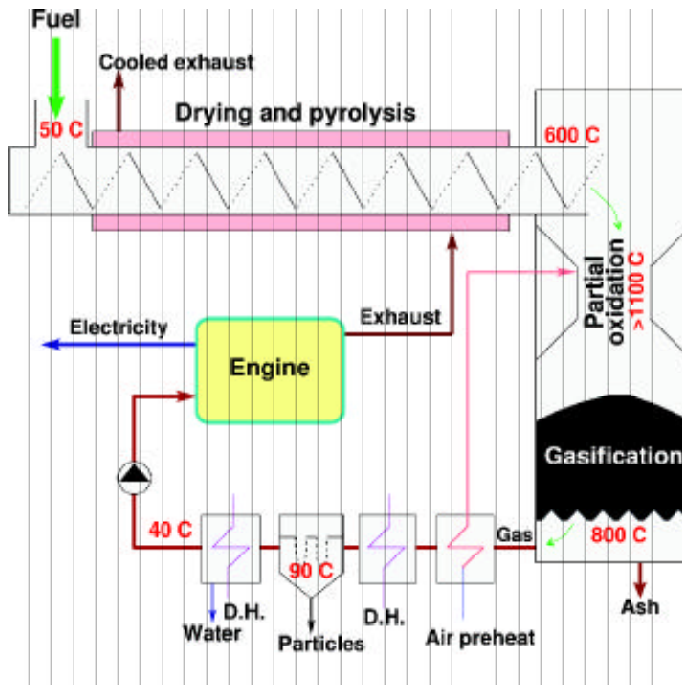 Fuel
Cooled exhaust
Drying and pyrolysis
50 C
600 C
Partial
oxidation
>1100 C
Electricity
Exhaust
Engine
Gasification
40 C
90 C
Gas
800 C
D.H.
Water
Particles
D.H.
Air preheat
Ash